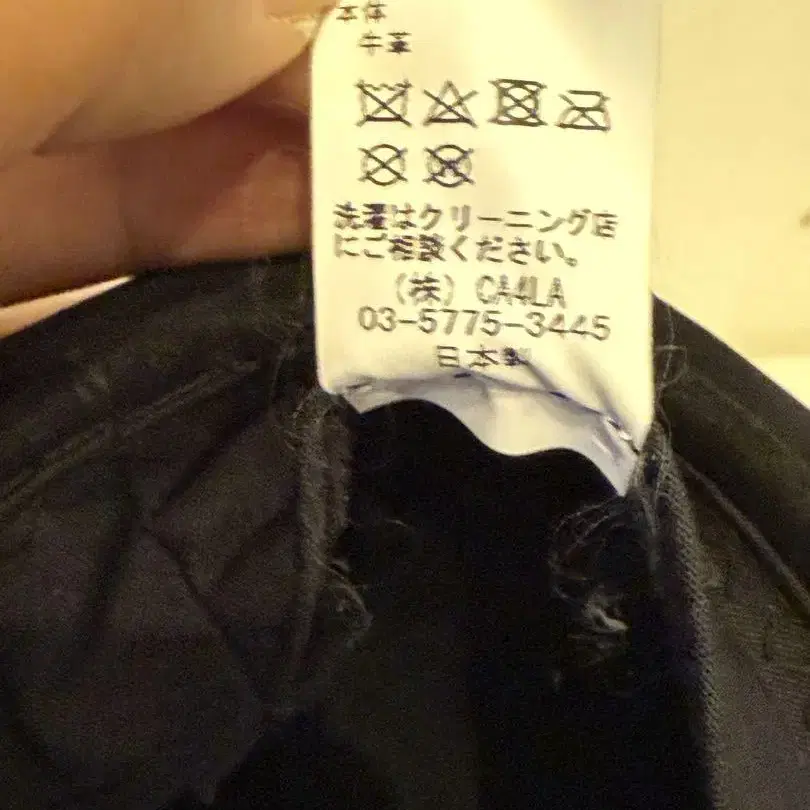 本体
牛革
洗濯はクリーニング店
にご相談ください。
(株) CA4LA
03-5775-3445
日本製